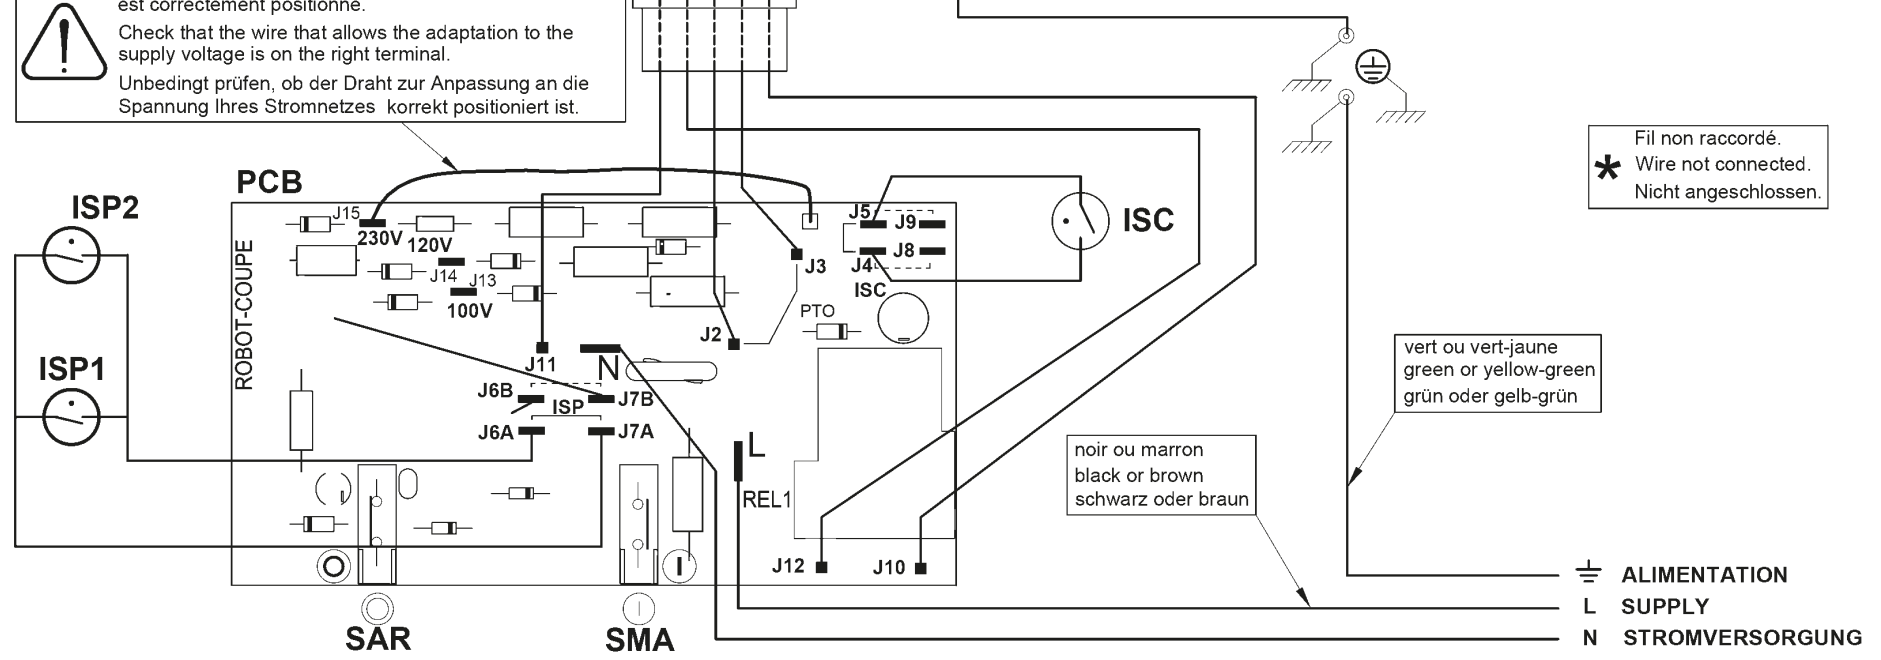 est correctement positionné.
Check that the wire that allows the adaptation to the
supply voltage is on the right terminal.
Unbedingt prüfen, ob der Draht zur Anpassung an die
Spannung Ihres Stromnetzes korrekt positioniert ist.
* Fil non raccordé.
Wire not connected.
Nicht angeschlossen.
PCB
ISP2
ISP1
ROBOT-COUPE
J15
230V
120V
J14
J13
100V
J5
J9
J4
J8
ISC
ISC
J3
J2
PTO
J11
N
J6B
J7B
ISP
J6A
J7A
L
REL1
J12
J10
O
I
SAR
SMA
vert ou vert-jaune
green or yellow-green
grün oder gelb-grün
noir ou marron
black or brown
schwarz oder braun
ALIMENTATION
L SUPPLY
N STROMVERSORGUNG